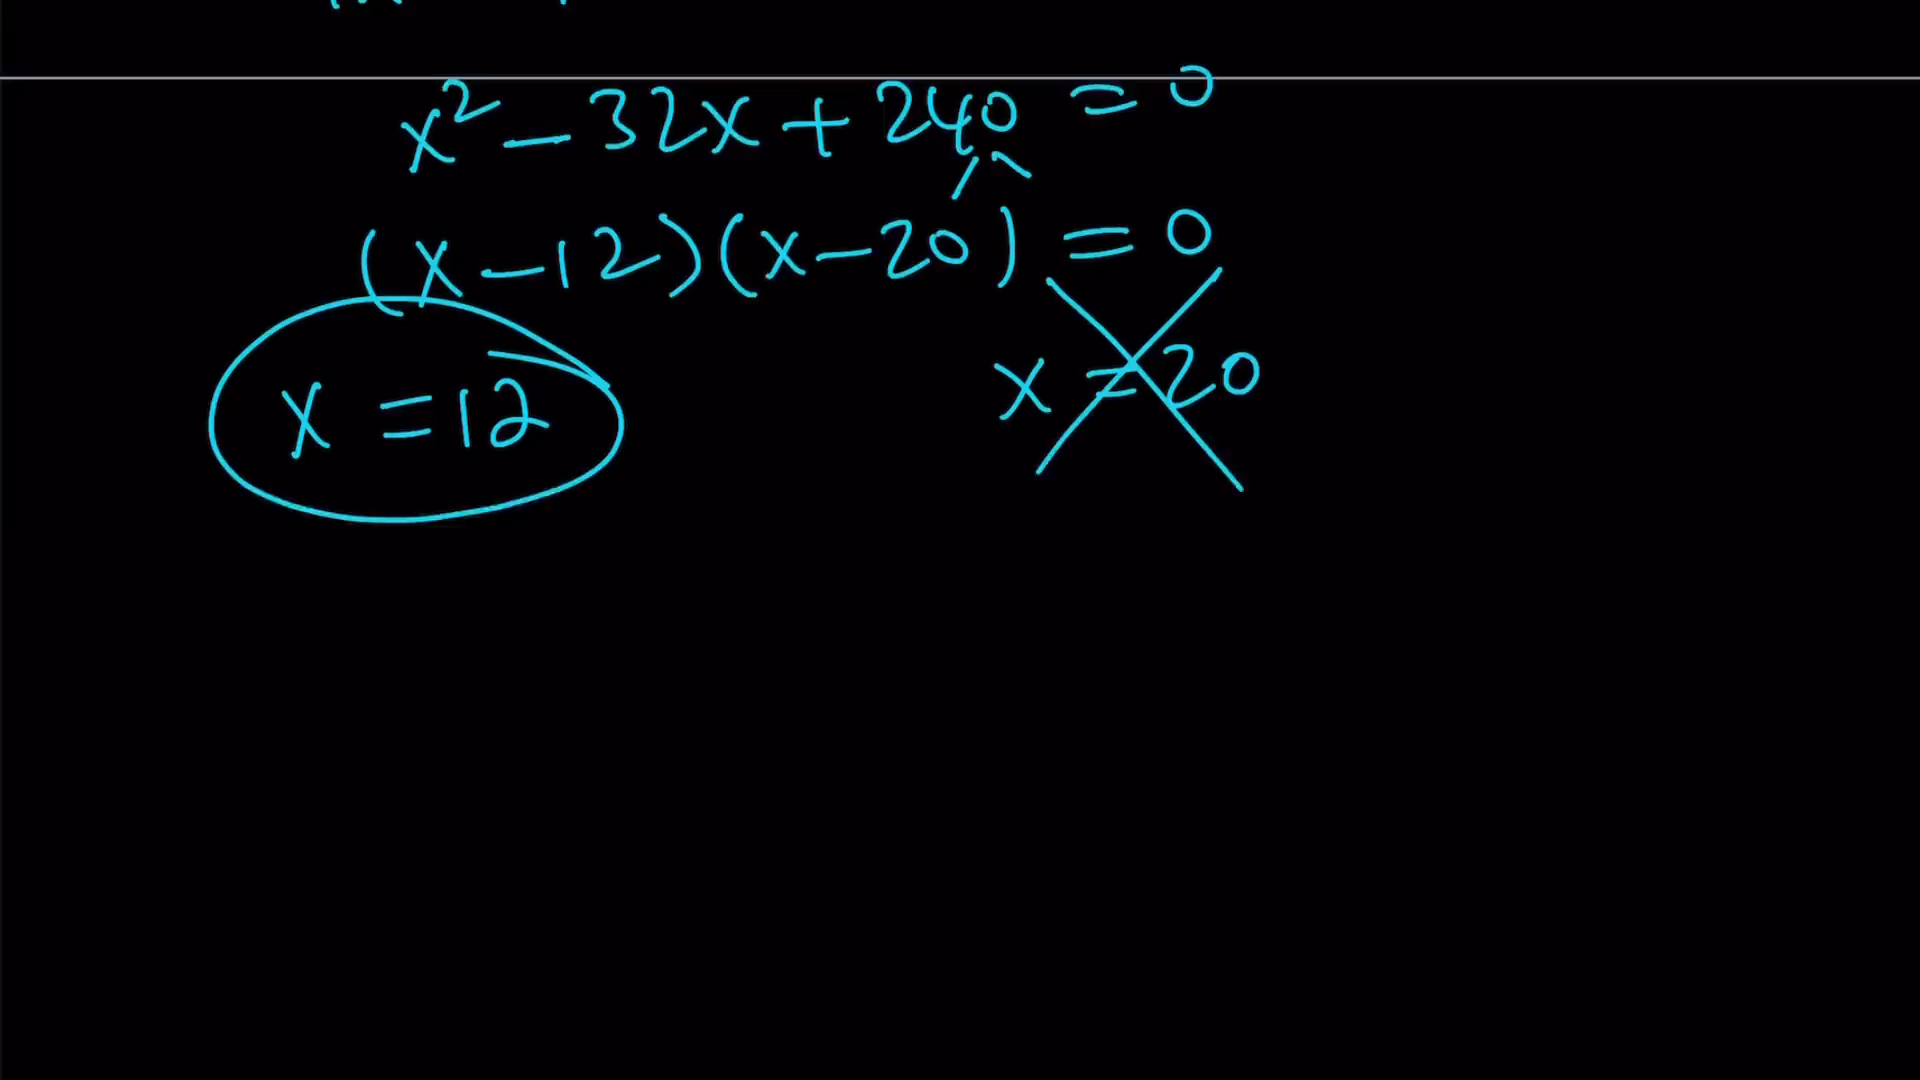 x² - 32x + 240 = 0
(x - 12)(x - 20) = 0
x = 12
x = 20